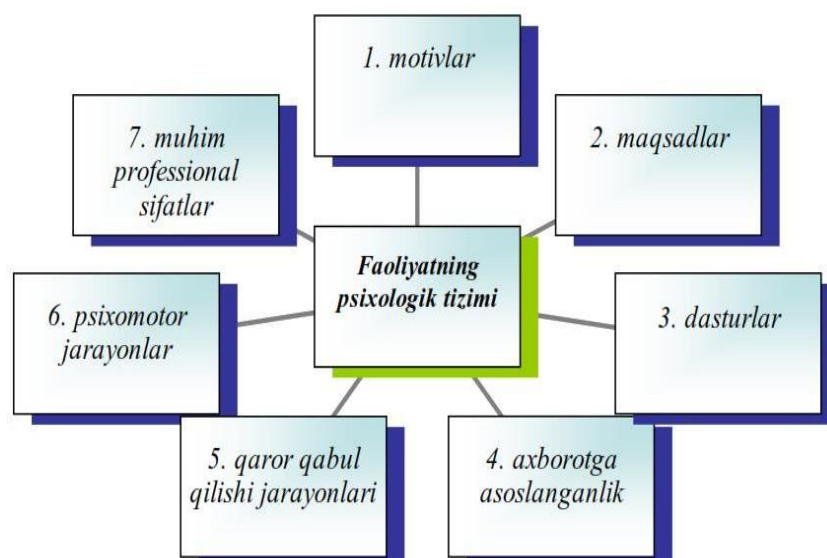 1. motivlar
2. maqsadlar
3. dasturlar
4. axborotga
asoslanganlik
5. qaror qabul
qilishi jarayonlari
6. psixomotor
jarayonlar
7. muhim
professional
sifatlar
Faoliyatning
psixologik tizimi